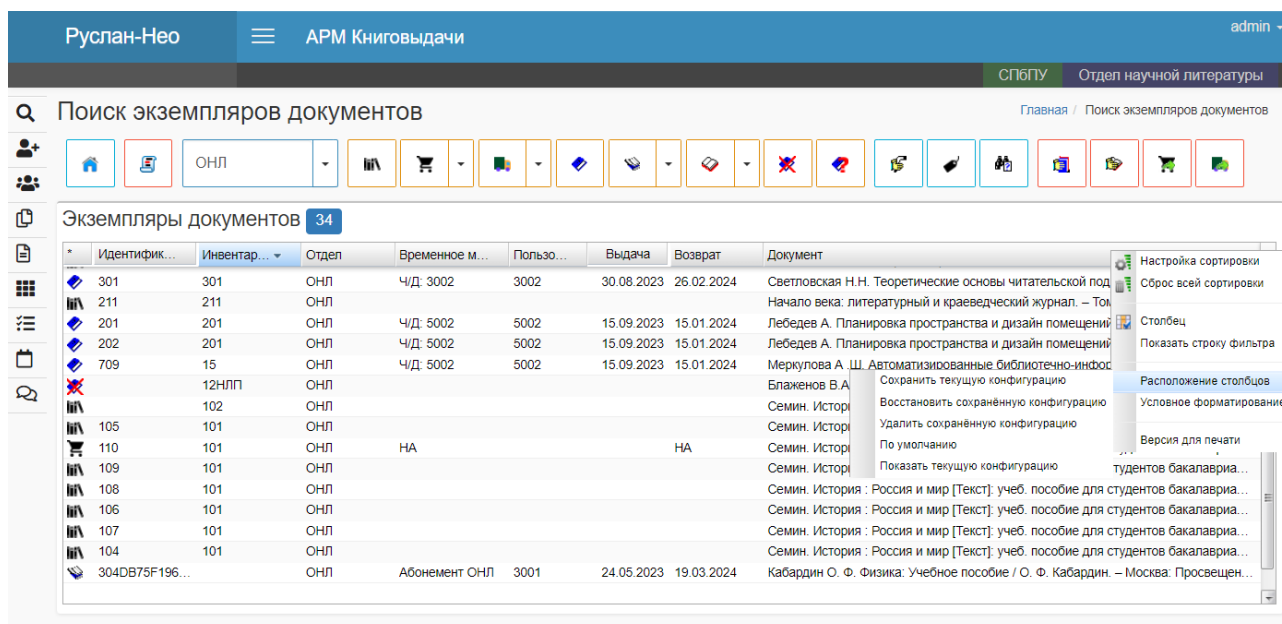 Руслан-Нео АРМ Книговыдачи admin
СПбПУ Отдел научной литературы
Поиск экземпляров документов Главная / Поиск экземпляров документов
ОНЛ
Экземпляры документов 34
* Идентифик... Инвентар... Отдел Временное м... Пользо... Выдача Возврат Документ
301 301 ОНЛ Ч/Д: 3002 3002 30.08.2023 26.02.2024 Светловская Н.Н. Теоретические основы читательской под
211 211 ОНЛ Начало века: литературный и краеведческий журнал. – Том
201 201 ОНЛ Ч/Д: 5002 5002 15.09.2023 15.01.2024 Лебедев А. Планировка пространства и дизайн помещений
202 201 ОНЛ Ч/Д: 5002 5002 15.09.2023 15.01.2024 Лебедев А. Планировка пространства и дизайн помещений
709 15 ОНЛ Ч/Д: 5002 5002 15.09.2023 15.01.2024 Меркулова А .Ш. Автоматизированные библиотечно-инфор
12НЛП ОНЛ Блаженов В.А
102 ОНЛ Семин. Истор
105 101 ОНЛ Семин. Истор
110 101 ОНЛ НА НА Семин. Истор
109 101 ОНЛ Семин. Истор тудентов бакалавриа...
108 101 ОНЛ Семин. История : Россия и мир [Текст]: учеб. пособие для студентов бакалавриа...
106 101 ОНЛ Семин. История : Россия и мир [Текст]: учеб. пособие для студентов бакалавриа...
107 101 ОНЛ Семин. История : Россия и мир [Текст]: учеб. пособие для студентов бакалавриа...
104 101 ОНЛ Семин. История : Россия и мир [Текст]: учеб. пособие для студентов бакалавриа...
304DB75F196... ОНЛ Абонемент ОНЛ 3001 24.05.2023 19.03.2024 Кабардин О. Ф. Физика: Учебное пособие / О. Ф. Кабардин. – Москва: Просвещен...
Настройка сортировки
Сброс всей сортировки
Столбец
Показать строку фильтра
Расположение столбцов
Условное форматирование
Версия для печати
Сохранить текущую конфигурацию
Восстановить сохранённую конфигурацию
Удалить сохранённую конфигурацию
По умолчанию
Показать текущую конфигурацию